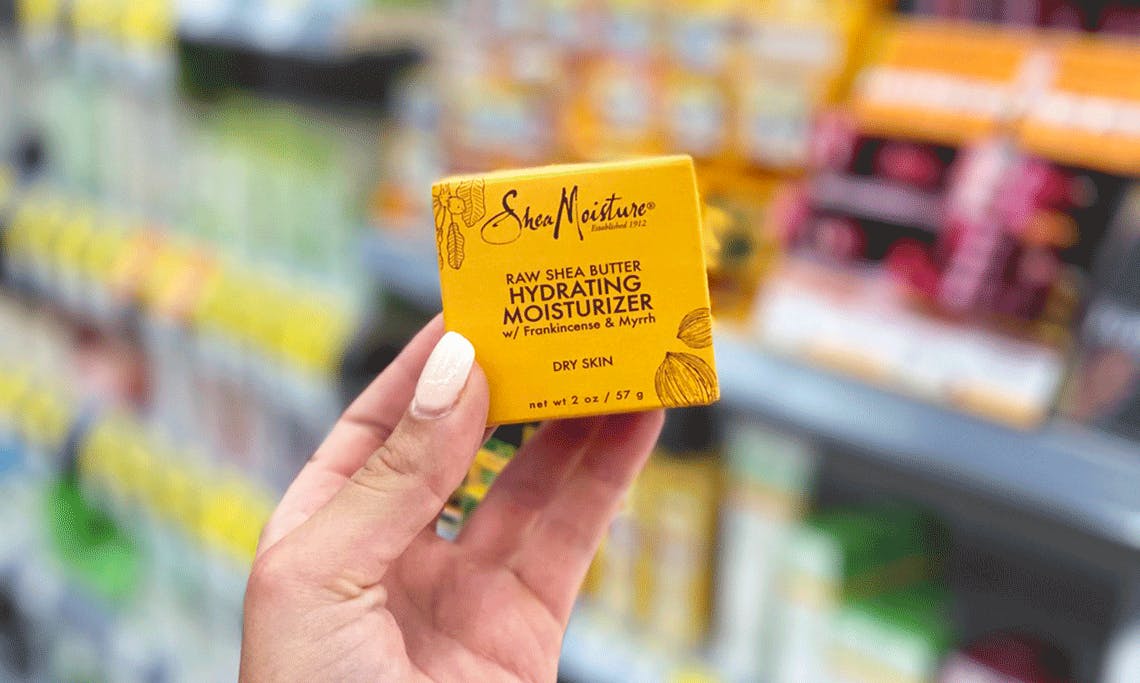 SheaMoisture®
Established 1912
RAW SHEA BUTTER
HYDRATING
MOISTURIZER
w/ Frankincense & Myrrh
DRY SKIN
net wt 2 oz / 57 g